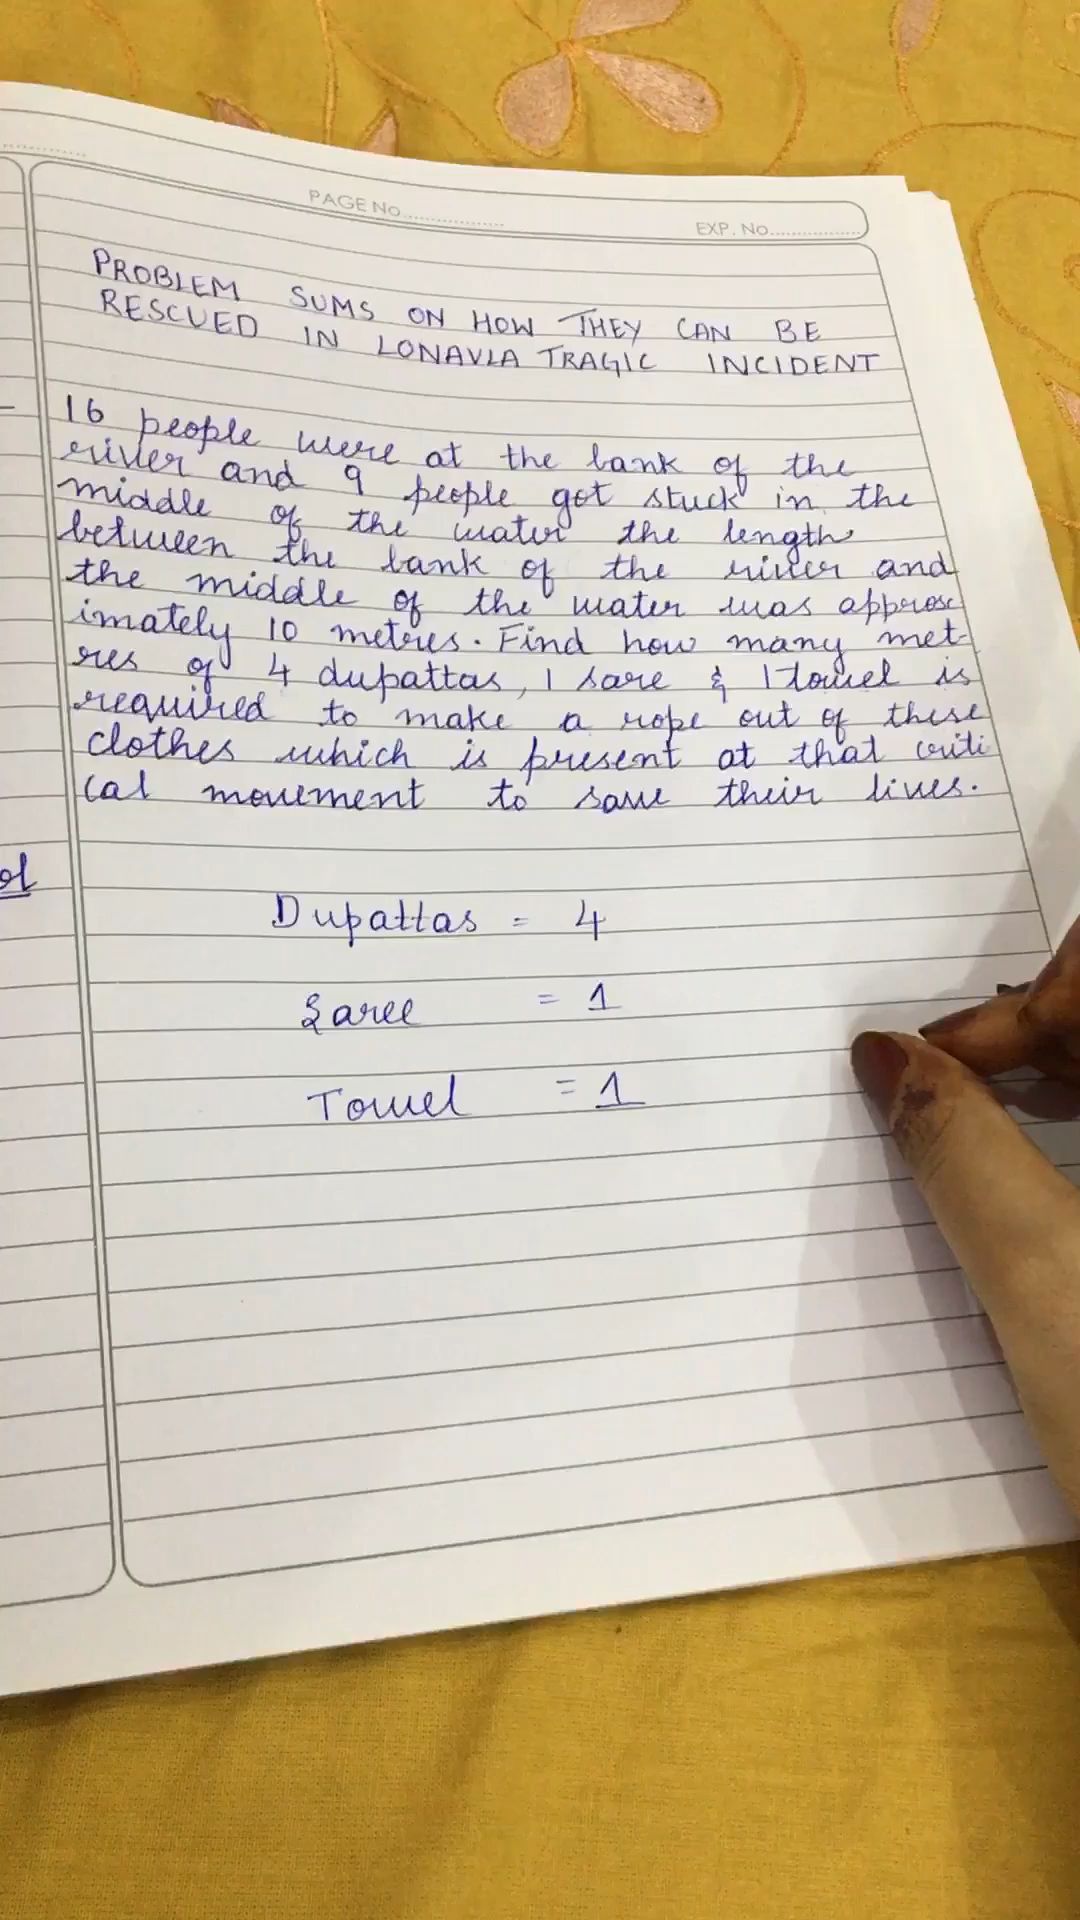 PAGE No.
EXP. No.
PROBLEM SUMS ON HOW THEY CAN BE
RESCUED IN LONAVLA TRAGIC INCIDENT
16 people were at the bank of the
river and 9 people got stuck in the
middle of the water the length
between the bank of the river and
the middle of the water was approx
imately 10 metres. Find how many met-
res of 4 dupattas, 1 sare & 1 towel is
required to make a rope out of these
clothes which is present at that criti
cal movement to save their lives.
ol
Dupattas = 4
Saree = 1
Towel = 1